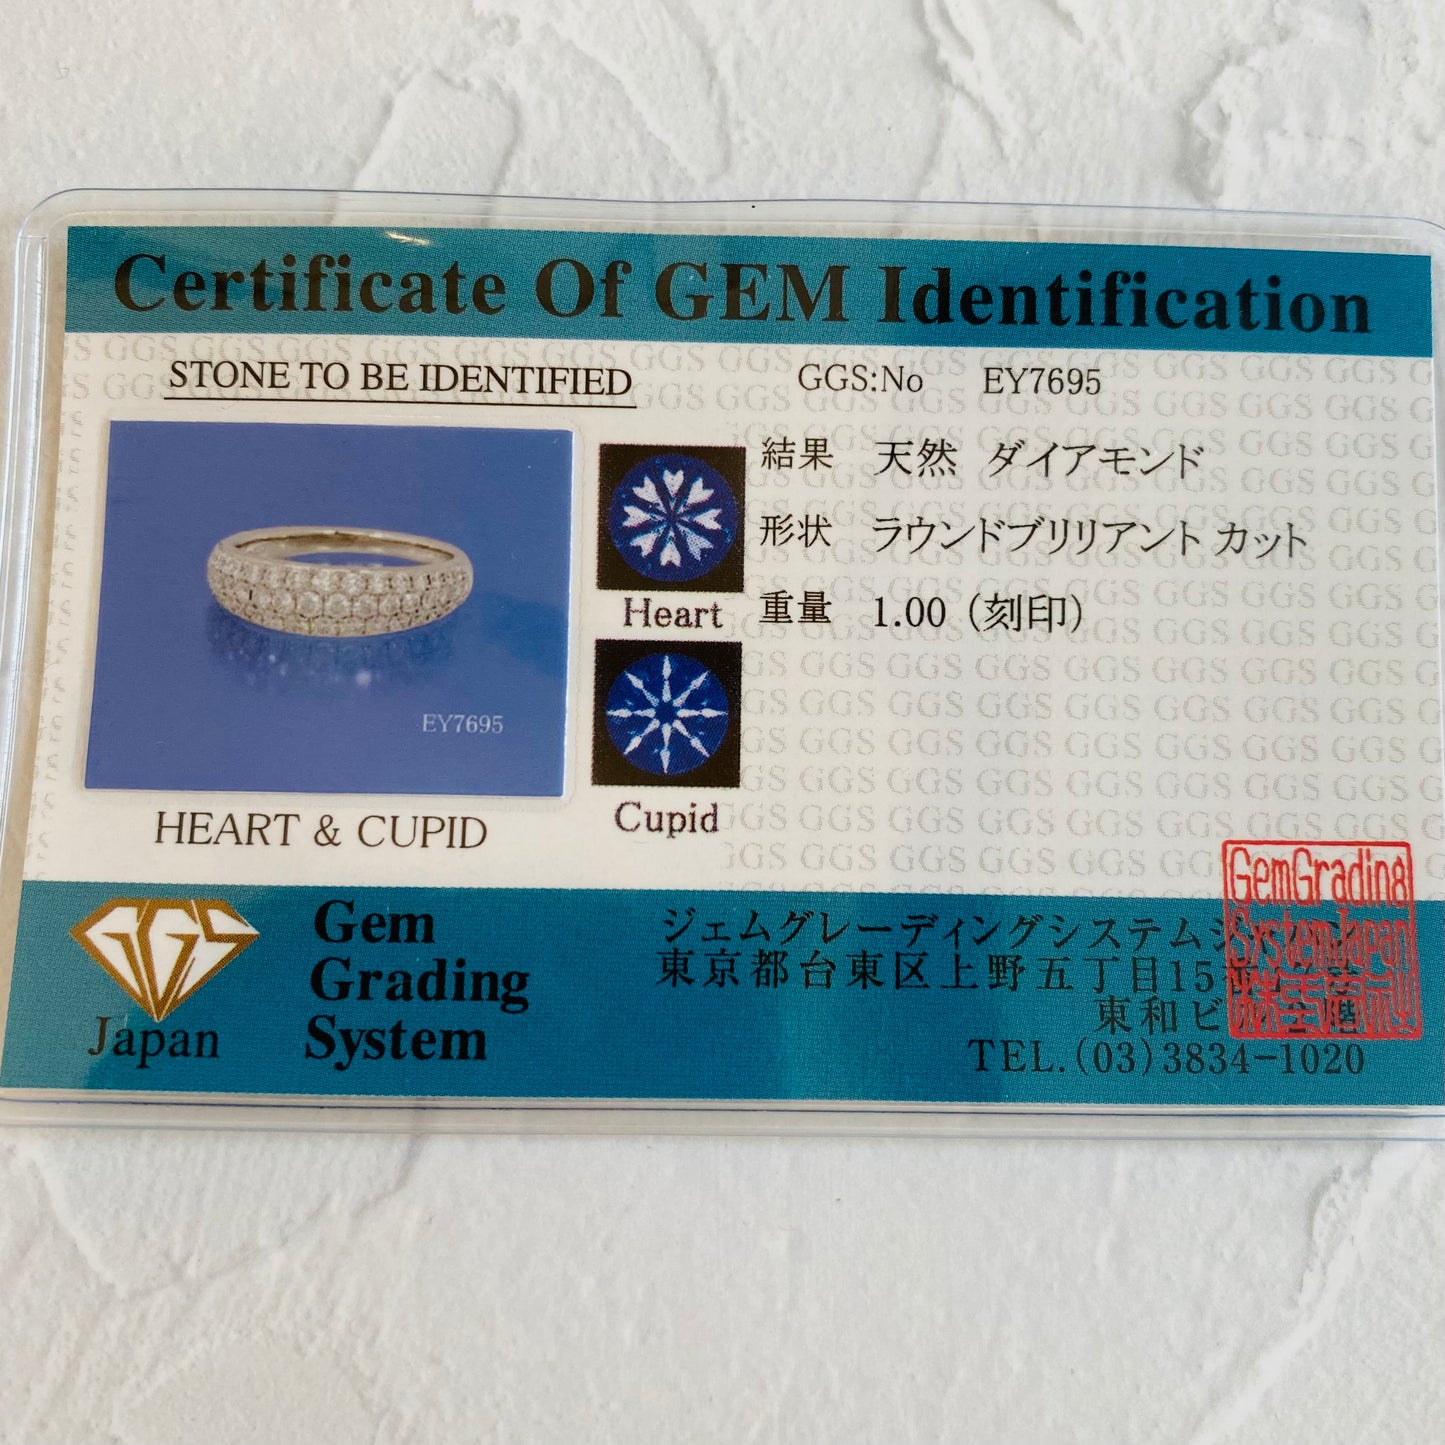 Certificate Of GEM Identification
STONE TO BE IDENTIFIED
GGS:No EY7695
結果 天然 ダイアモンド
形状 ラウンドブリリアント カット
重量 1.00 (刻印)
EY7695
Heart
Cupid
HEART & CUPID
GGS
Japan
Gem
Grading
System
ジェムグレーディングシステム
東京都台東区上野五丁目15
東和ビ
TEL.(03)3834-1020
GemGrading
SystemJapan